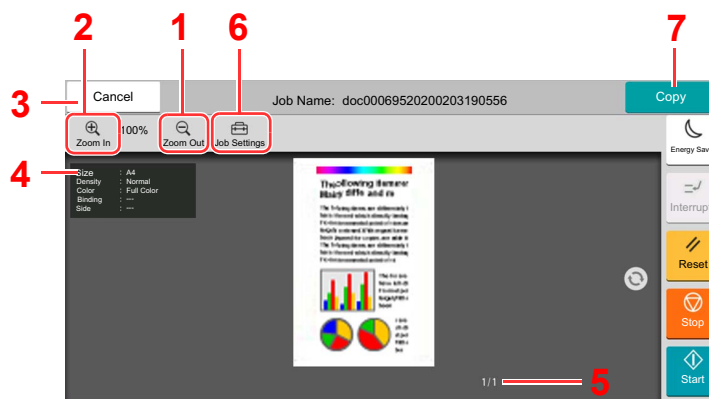 2 1 6 7
3 Cancel Job Name: doc00069520200203190556 Copy
Zoom In 100% Zoom Out Job Settings
Energy Sav
4 Size : A4
Density : Normal
Color : Full Color
Binding : ---
Side : ---
Interrup
Reset
Stop
Start
1/1 5